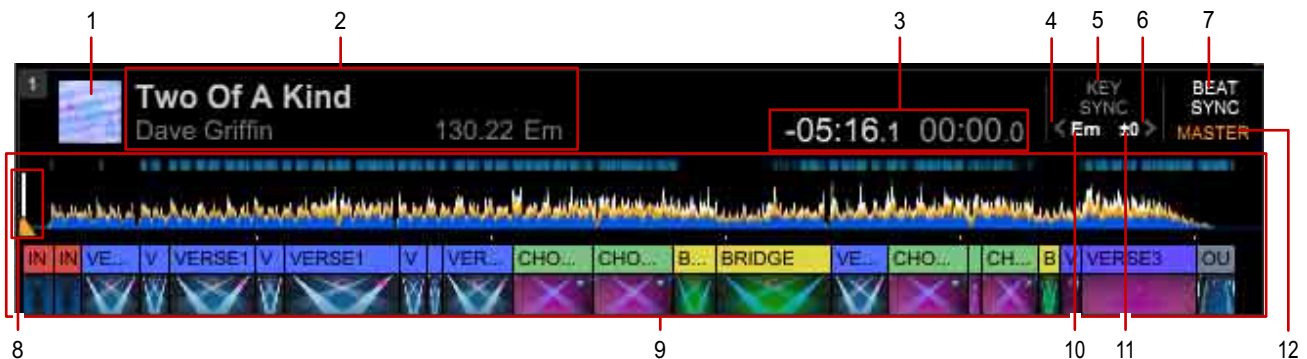 1 2 3 4 5 6 7
1 Two Of A Kind
Dave Griffin 130.22 Em
-05:16.1 00:00.0
KEY
SYNC
< Em ±0 >
BEAT
SYNC
MASTER
IN IN VE... V VERSE1 V VERSE1 V VER... CHO... CHO... B... BRIDGE VE... CHO... CH... B V VERSE3 OU
8 9 10 11 12